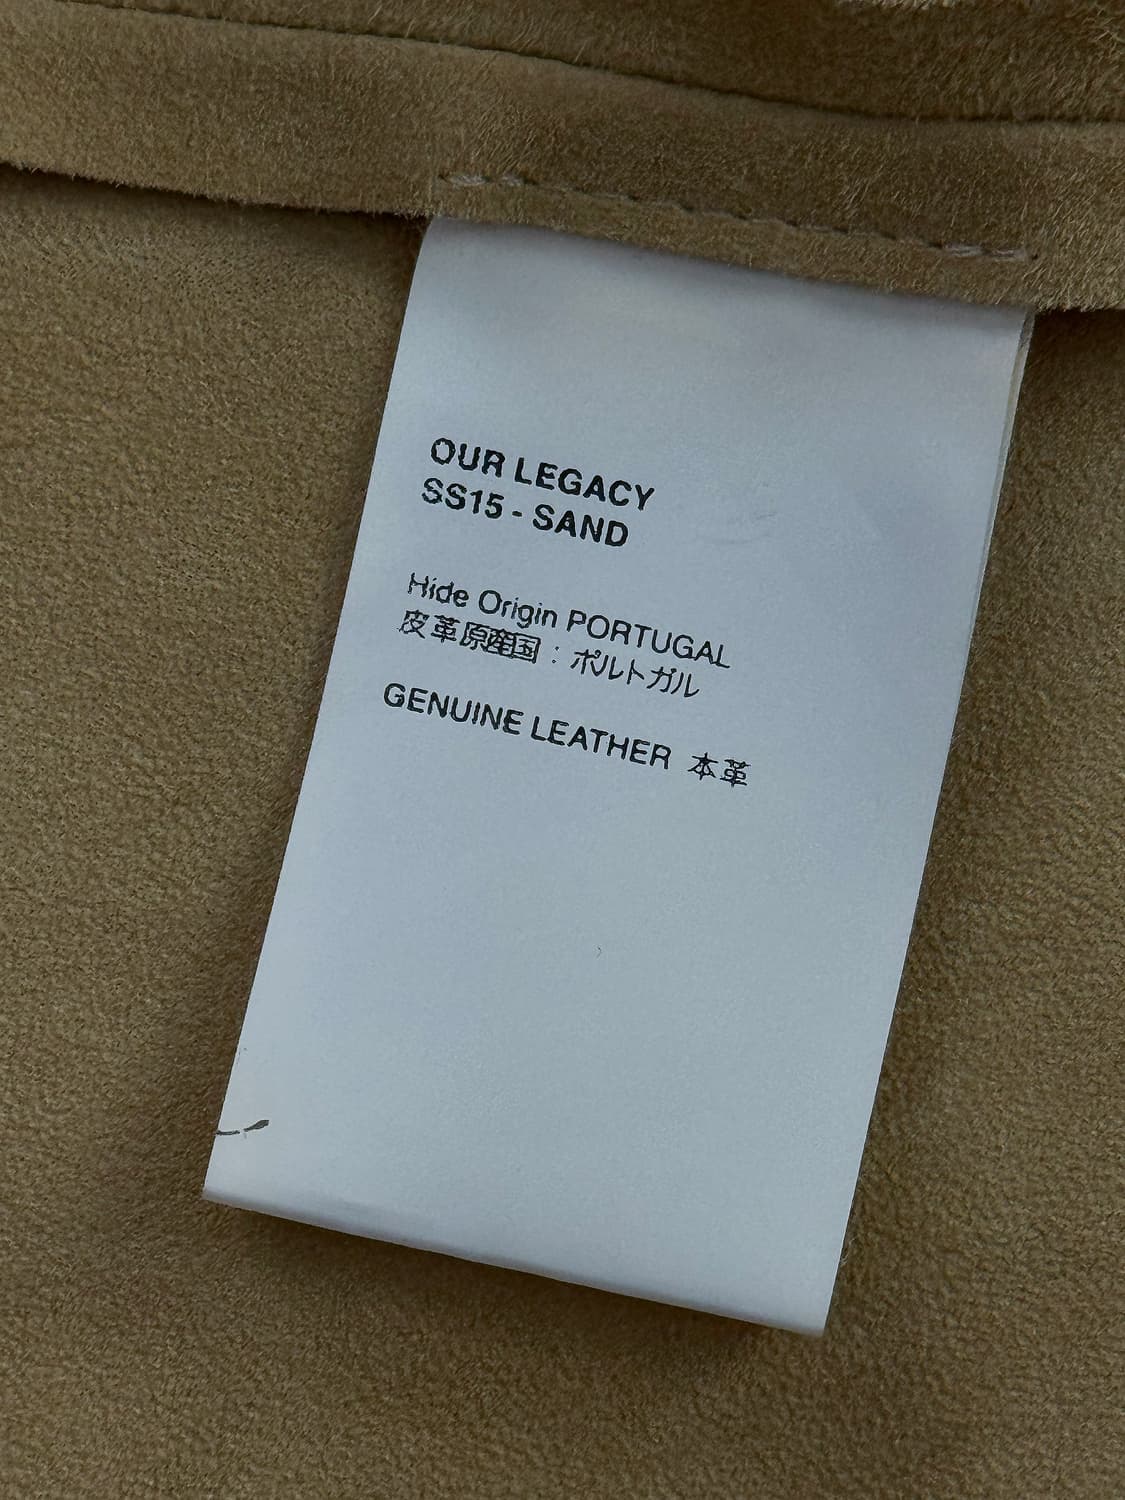 OUR LEGACY
SS15 - SAND
Hide Origin PORTUGAL
皮革原産国：ポルトガル
GENUINE LEATHER 本革